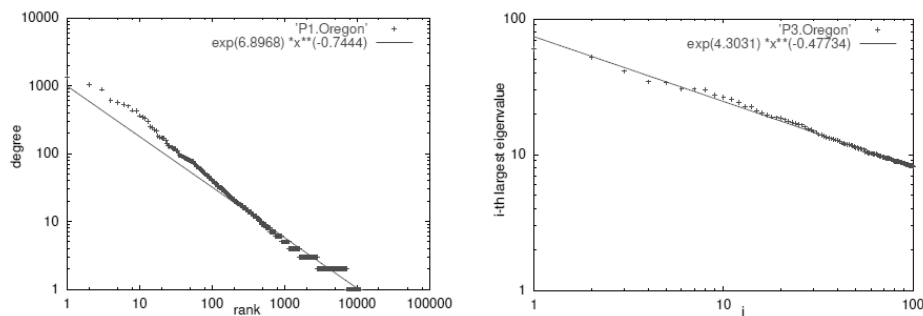 10000
1000
100
10
1
degree
'P1.Oregon'
exp(6.8968) *x**(-0.7444)
1 10 100 1000 10000 100000
rank
100
10
1
i-th largest eigenvalue
'P3.Oregon'
exp(4.3031) *x**(-0.47734)
1 10 100
i